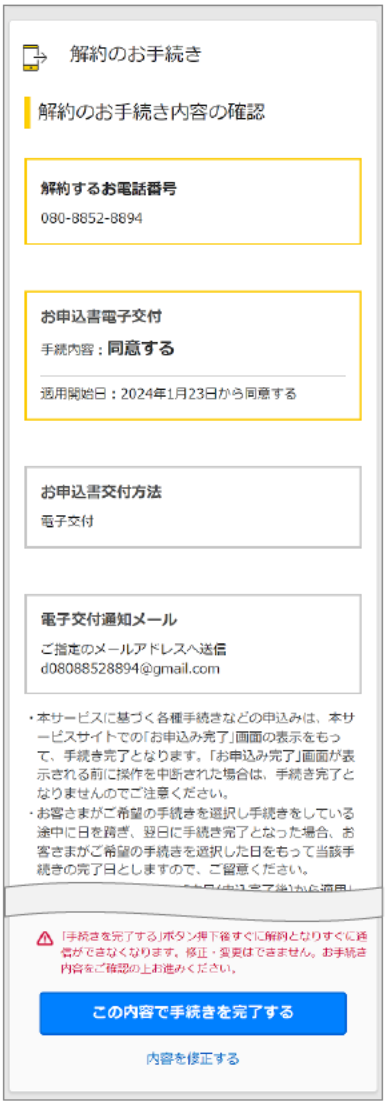 解約のお手続き
解約のお手続き内容の確認
解約するお電話番号
080-8852-8894
お申込書電子交付
手続内容：同意する
適用開始日：2024年1月23日から同意する
お申込書交付方法
電子交付
電子交付通知メール
ご指定のメールアドレスへ送信
d08088528894@gmail.com
・本サービスに基づく各種手続きなどの申込みは、本サ
ービスサイトでの「お申込み完了」画面の表示をもっ
て、手続き完了となります。「お申込み完了」画面が表
示される前に操作を中断された場合は、手続き完了と
なりませんのでご注意ください。
・お客さまがご希望の手続きを選択し手続きをしている
途中に日を跨ぎ、翌日に手続き完了となった場合、お
客さまがご希望の手続きを選択した日をもって当該手
続きの完了日としますので、ご留意ください。
「手続きを完了する」ボタン押下後すぐに解約となりすぐに通
信ができなくなります。修正・変更はできません。お手続き
内容をご確認の上お進みください。
この内容で手続きを完了する
内容を修正する